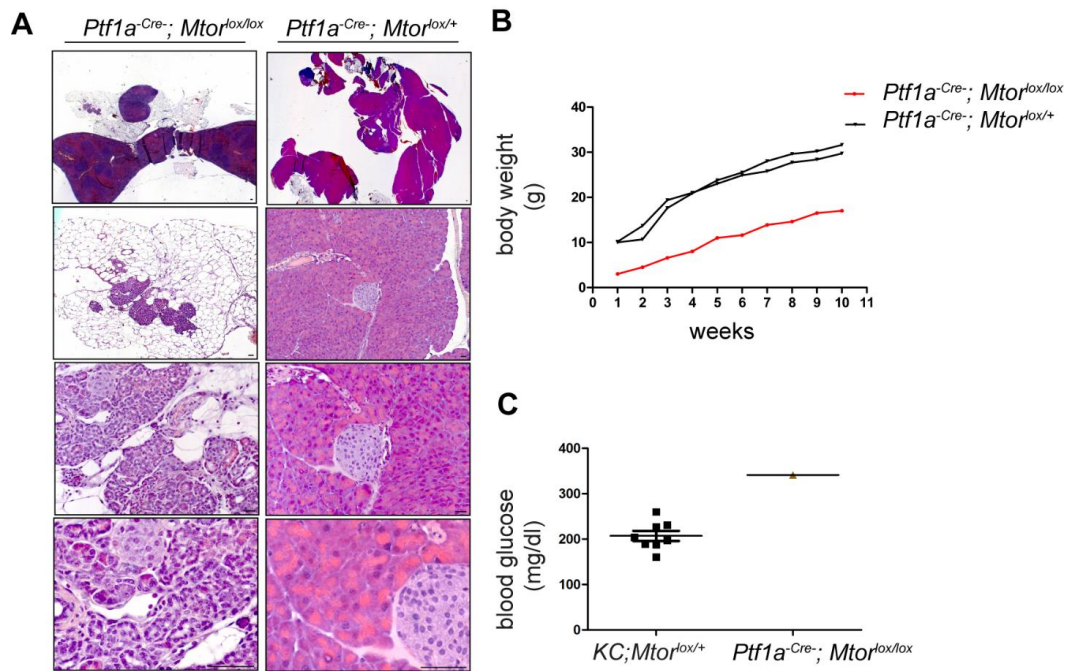 A
Ptf1a-Cre-; Mtorlox/lox
Ptf1a-Cre-; Mtorlox/+
B
Ptf1a-Cre-; Mtorlox/lox
Ptf1a-Cre-; Mtorlox/+
body weight
(g)
40
30
20
10
0
0 1 2 3 4 5 6 7 8 9 10 11
weeks
C
blood glucose
(mg/dl)
400
300
200
100
0
KC;Mtorlox/+
Ptf1a-Cre-; Mtorlox/lox